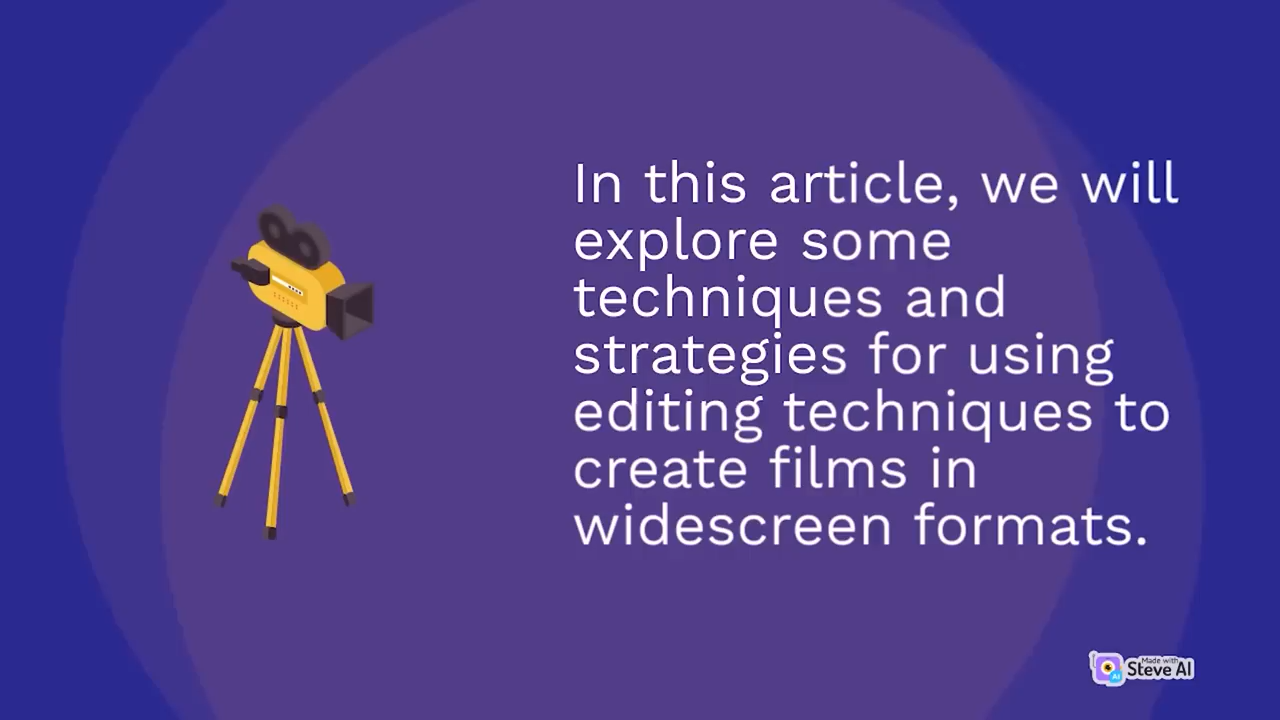 In this article, we will
explore some
techniques and
strategies for using
editing techniques to
create films in
widescreen formats.
Made with
Steve AI
AI